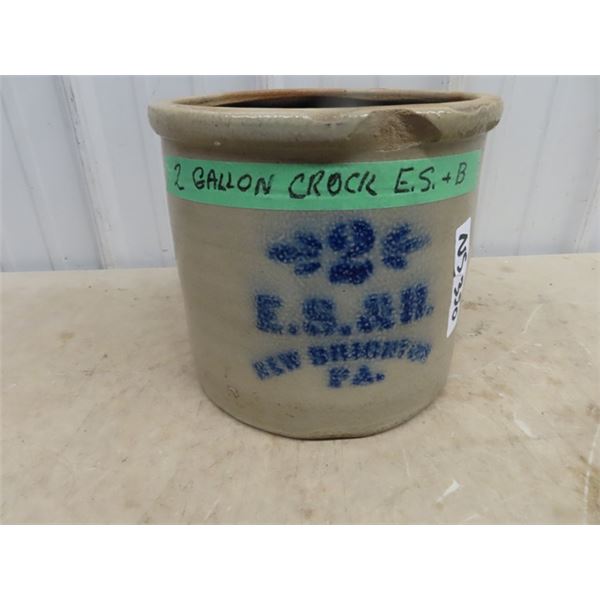 2 GALLON CROCK E.S. + B
2
E.S. & B.
NEW BRIGHTON
PA.